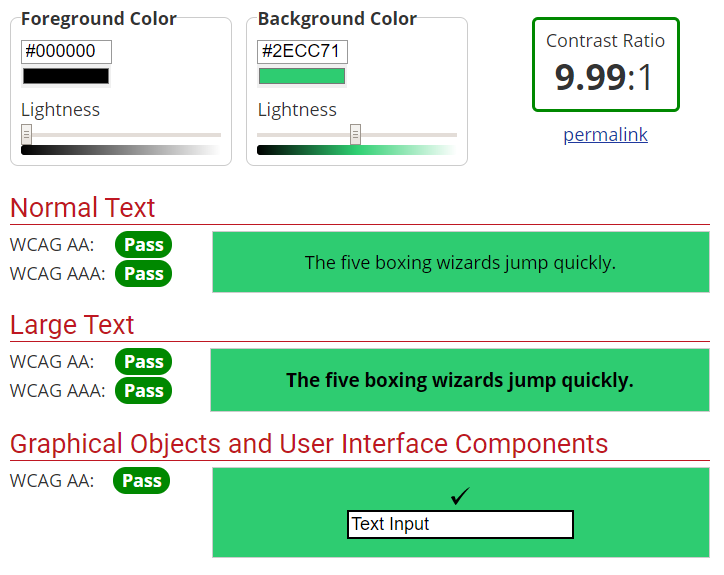 Foreground Color
#000000
Lightness
Background Color
#2ECC71
Lightness
Contrast Ratio
9.99:1
permalink
Normal Text
WCAG AA: Pass
WCAG AAA: Pass
The five boxing wizards jump quickly.
Large Text
WCAG AA: Pass
WCAG AAA: Pass
The five boxing wizards jump quickly.
Graphical Objects and User Interface Components
WCAG AA: Pass
✓
Text Input